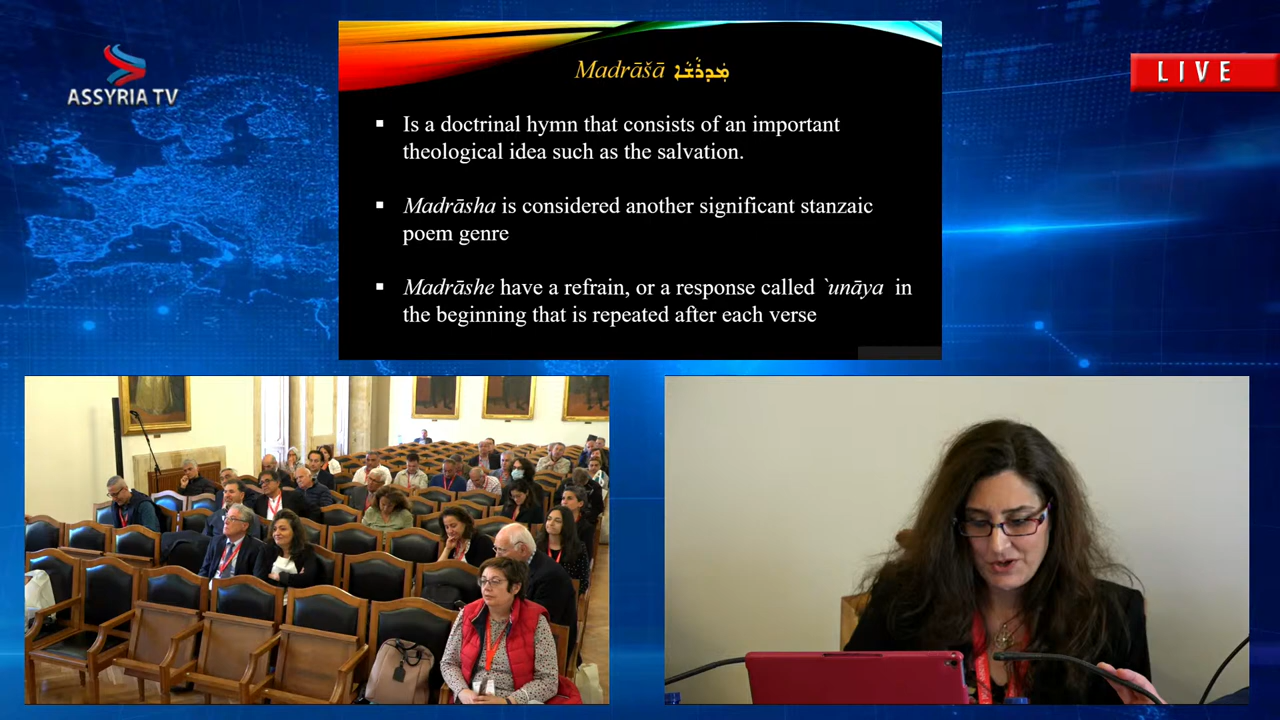 ASSYRIA TV
LIVE
Madrāšā ܡܲܕܪܵܫܵܐ
▪ Is a doctrinal hymn that consists of an important
theological idea such as the salvation.
▪ Madrāsha is considered another significant stanzaic
poem genre
▪ Madrāshe have a refrain, or a response called `unāya in
the beginning that is repeated after each verse